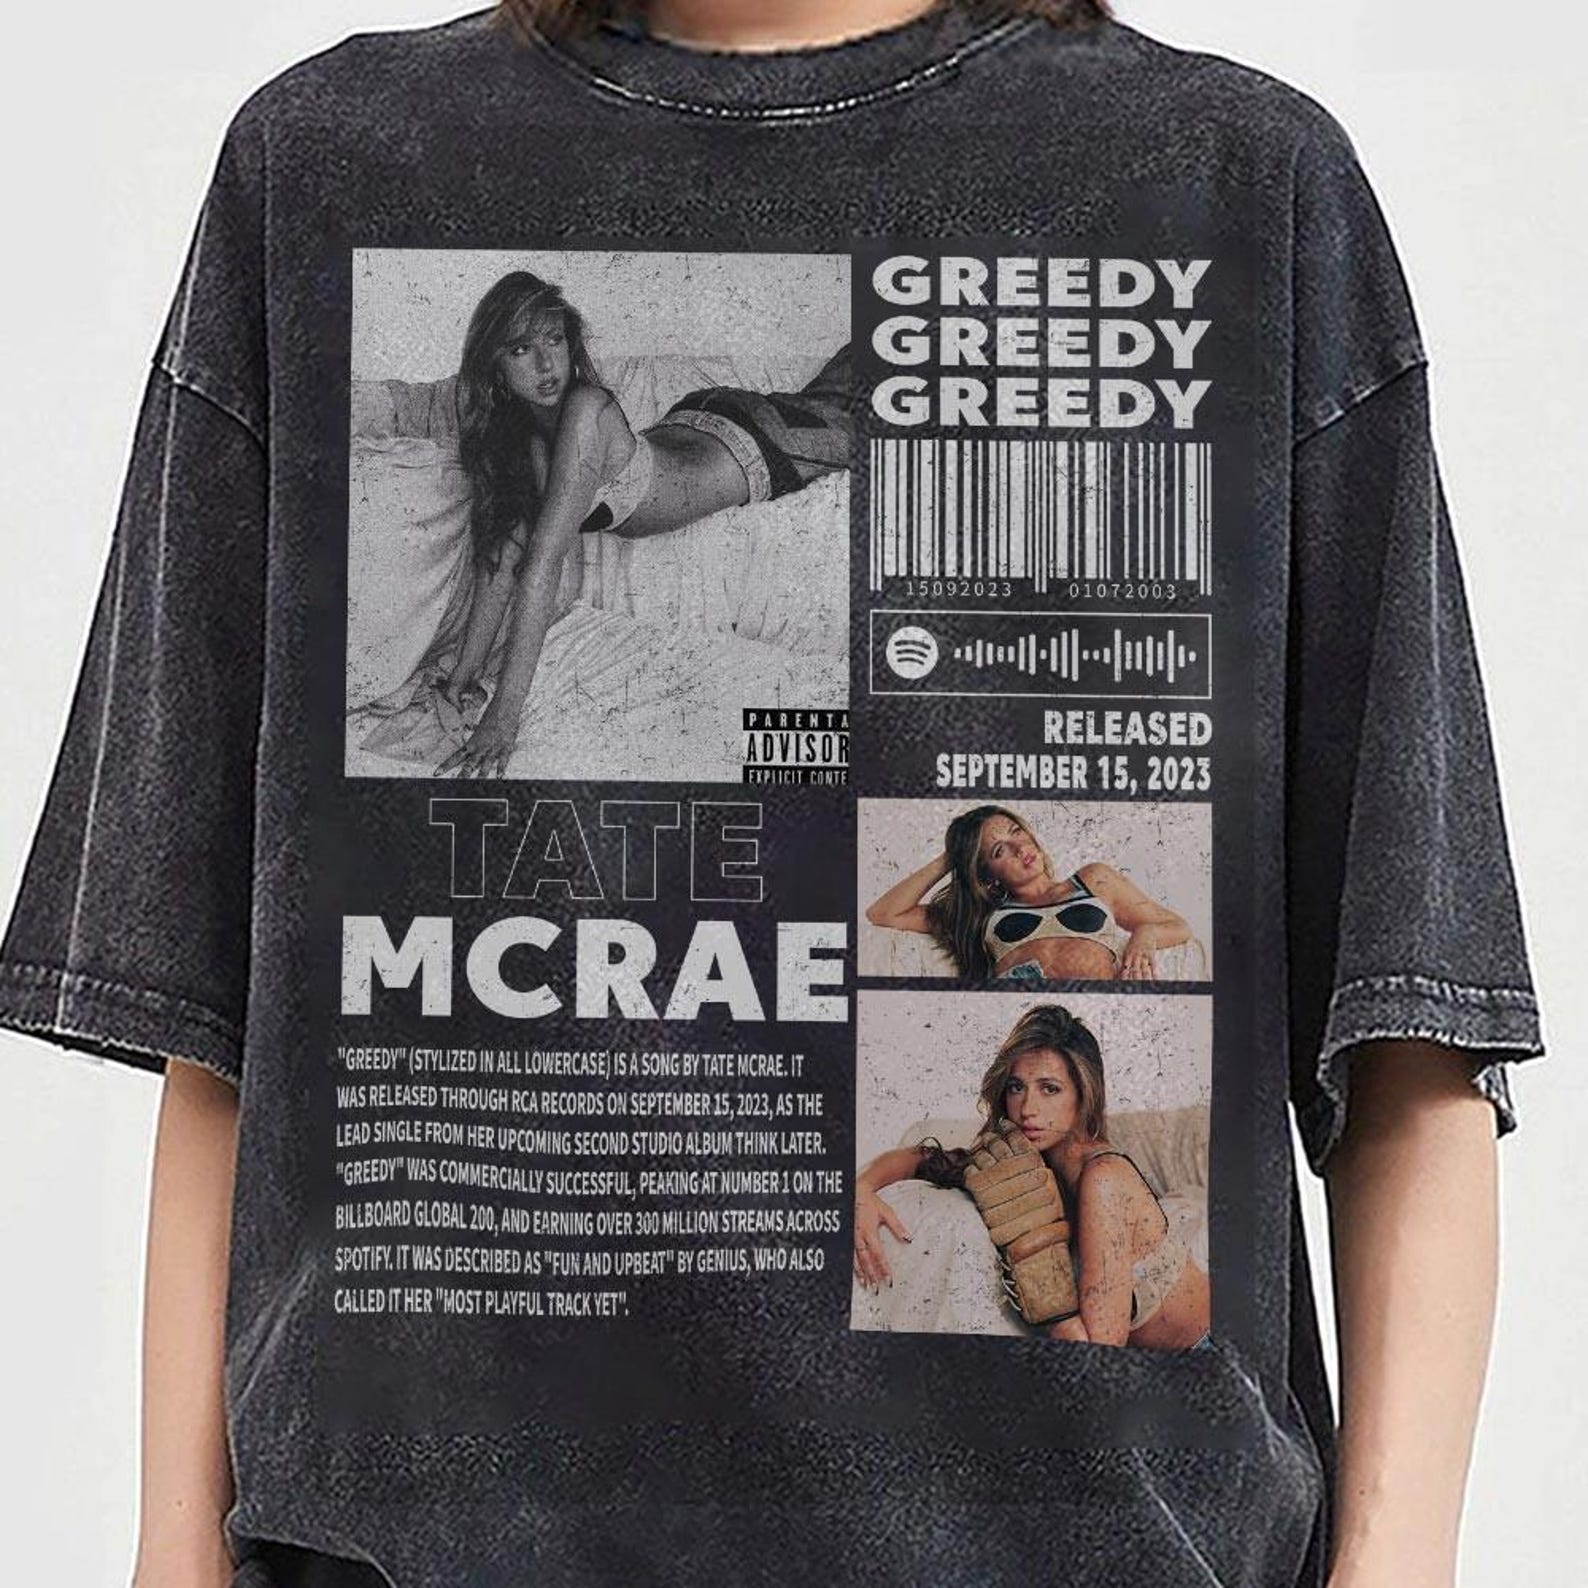 GREEDY
GREEDY
GREEDY
15092023 01072003
RELEASED
SEPTEMBER 15, 2023
PARENTA
ADVISOR
EXPLICIT CONTE
TATE
MCRAE
"GREEDY" (STYLIZED IN ALL LOWERCASE) IS A SONG BY TATE MCRAE. IT
WAS RELEASED THROUGH RCA RECORDS ON SEPTEMBER 15, 2023, AS THE
LEAD SINGLE FROM HER UPCOMING SECOND STUDIO ALBUM THINK LATER.
"GREEDY" WAS COMMERCIALLY SUCCESSFUL, PEAKING AT NUMBER 1 ON THE
BILLBOARD GLOBAL 200, AND EARNING OVER 300 MILLION STREAMS ACROSS
SPOTIFY. IT WAS DESCRIBED AS "FUN AND UPBEAT" BY GENIUS, WHO ALSO
CALLED IT HER "MOST PLAYFUL TRACK YET".